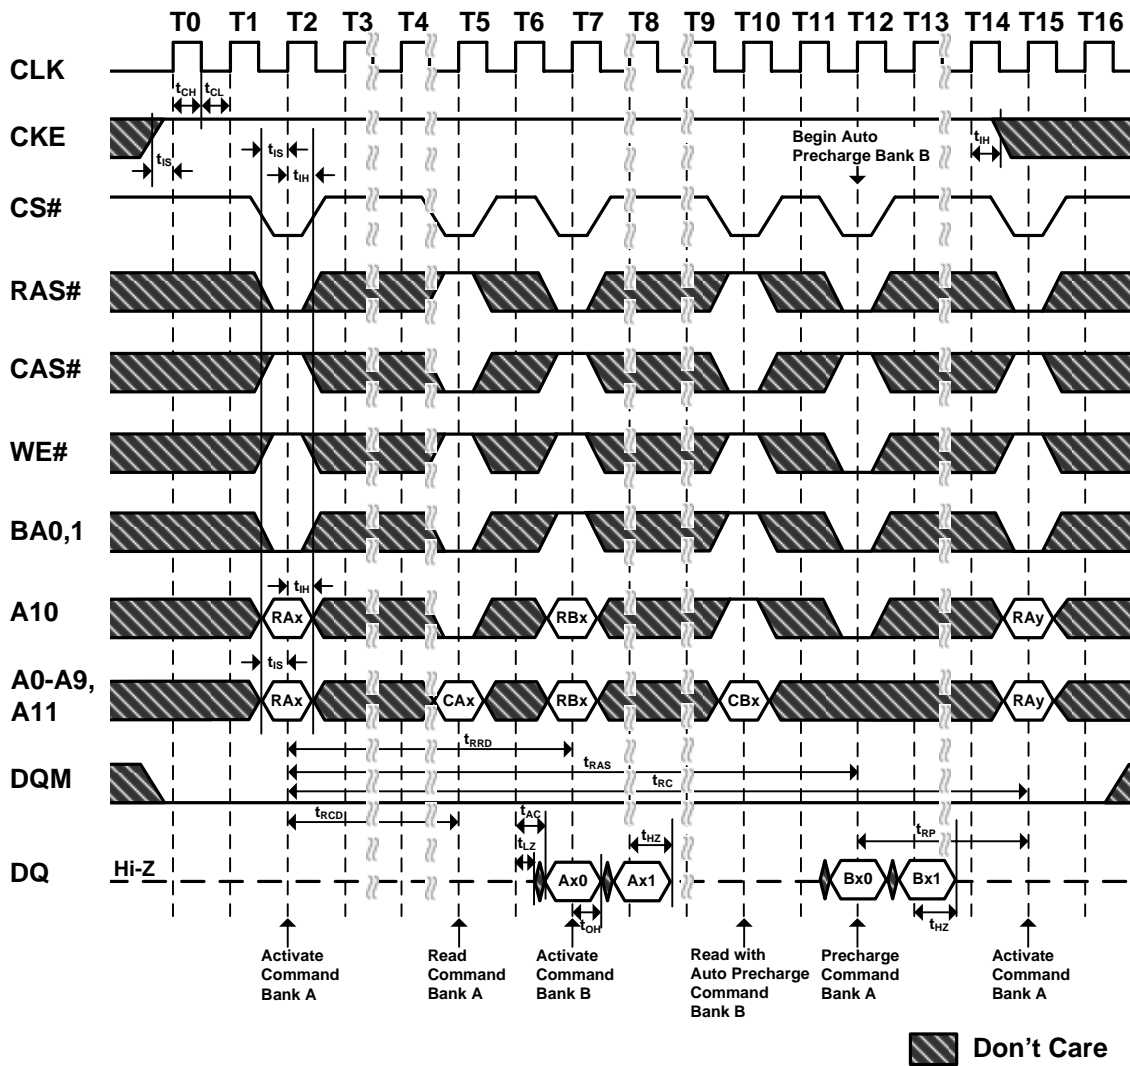 T0 T1 T2 T3 T4 T5 T6 T7 T8 T9 T10 T11 T12 T13 T14 T15 T16
CLK
tCH tCL
CKE
tIS
tIS
tIH
Begin Auto
Precharge Bank B
tIH
CS#
RAS#
CAS#
WE#
BA0,1
tIH
A10
RAx
RBx
RAy
tIS
A0-A9,
A11
RAx
CAx
RBx
CBx
RAy
tRRD
tRAS
DQM
tRC
tRCD
tAC
tHZ
tRP
tLZ
DQ
Hi-Z
Ax0
Ax1
Bx0
Bx1
tOH
tHZ
Activate
Command
Bank A
Read
Command
Bank A
Activate
Command
Bank B
Read with
Auto Precharge
Command
Bank B
Precharge
Command
Bank A
Activate
Command
Bank A
Don't Care